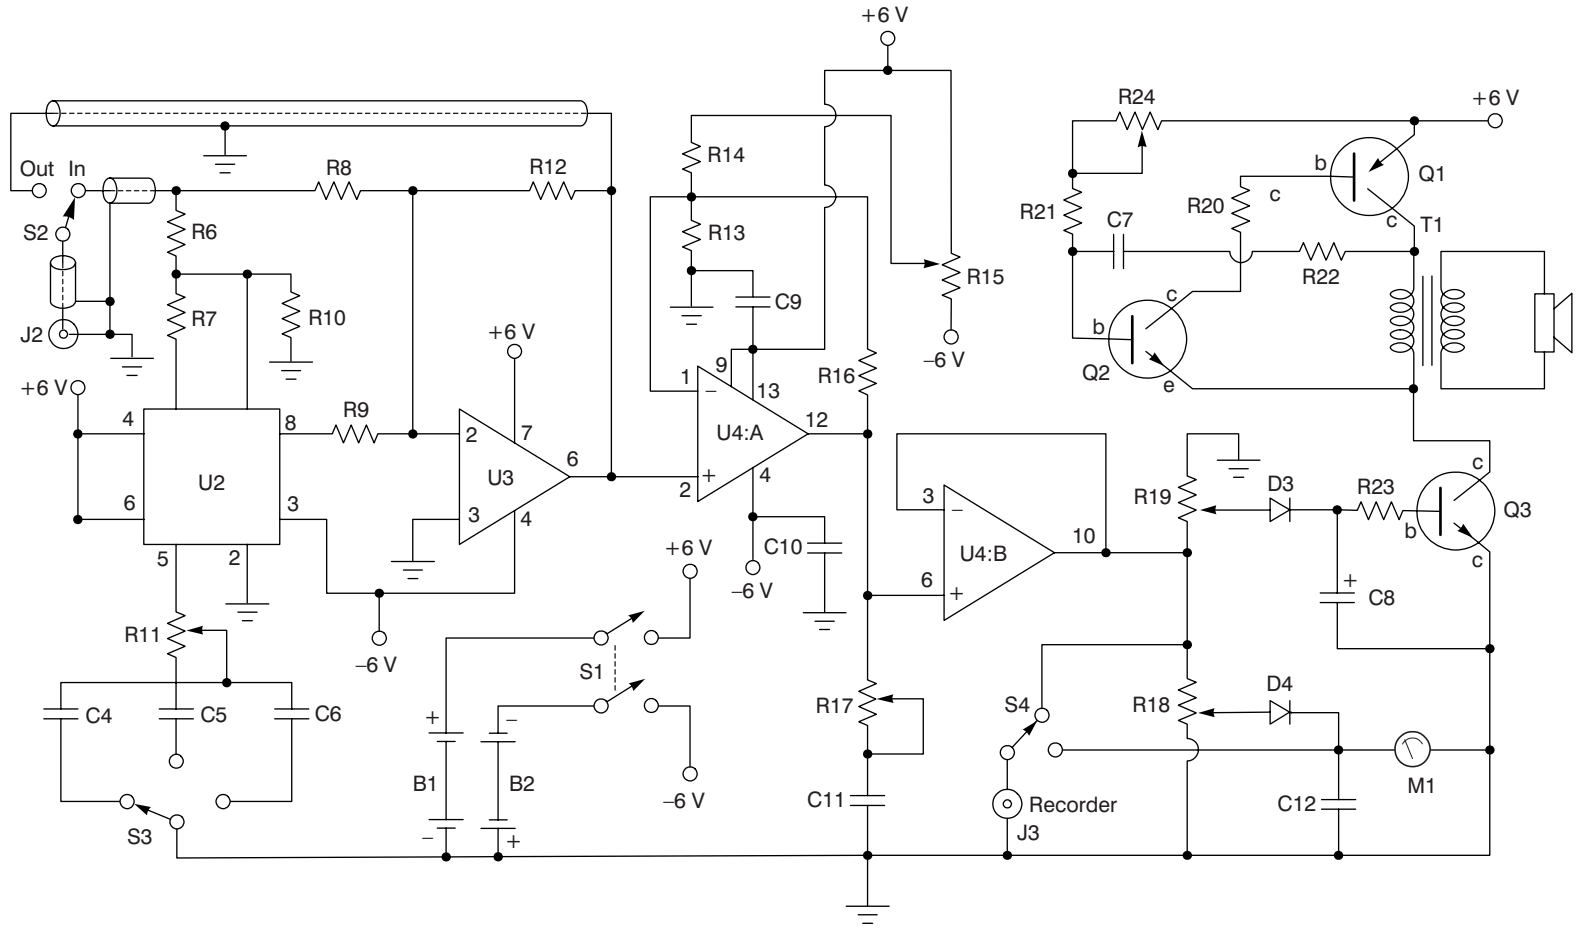 +6 V
R24
+6 V
R14
b
Out
In
R8
R12
Q1
c
R20
c
R21
C7
T1
S2
R6
R13
R22
R15
C9
c
R7
R10
J2
+6 V
b
-6 V
Q2
e
9
1
−
13
R16
+6 V
4
8
R9
2
7
U4:A
12
U2
U3
6
+
4
2
c
6
3
3
4
3
−
R19
D3
R23
Q3
b
10
5
2
+6 V
C10
U4:B
c
-6 V
6
+
+
C8
R11
-6 V
S1
D4
C4
C5
C6
+
−
R17
S4
R18
B1
B2
-6 V
M1
C11
Recorder
C12
S3
−
+
J3